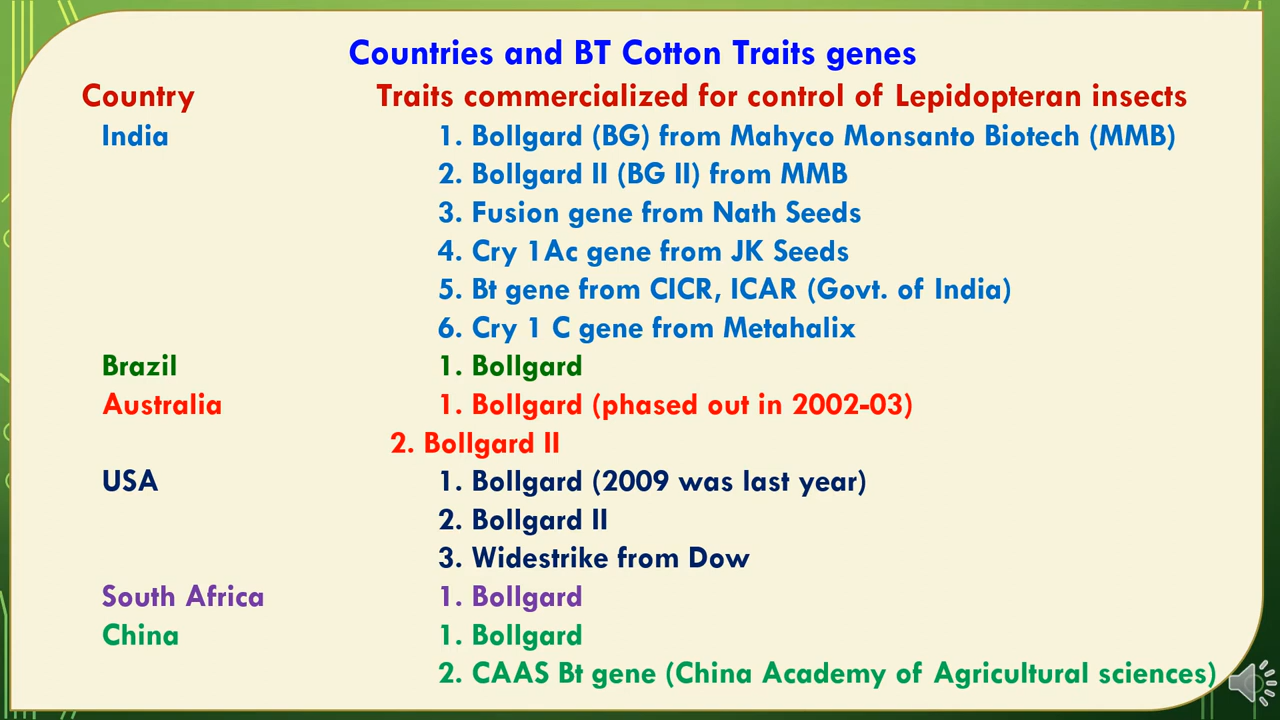 Countries and BT Cotton Traits genes
Country Traits commercialized for control of Lepidopteran insects
India 1. Bollgard (BG) from Mahyco Monsanto Biotech (MMB)
2. Bollgard II (BG II) from MMB
3. Fusion gene from Nath Seeds
4. Cry 1Ac gene from JK Seeds
5. Bt gene from CICR, ICAR (Govt. of India)
6. Cry 1 C gene from Metahalix
Brazil 1. Bollgard
Australia 1. Bollgard (phased out in 2002-03)
2. Bollgard II
USA 1. Bollgard (2009 was last year)
2. Bollgard II
3. Widestrike from Dow
South Africa 1. Bollgard
China 1. Bollgard
2. CAAS Bt gene (China Academy of Agricultural sciences)